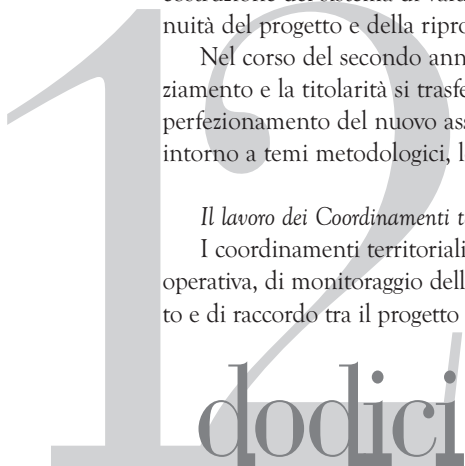 nuità del progetto e della ripro
Nel corso del secondo ann
ziamento e la titolarità si trasfe
perfezionamento del nuovo ass
intorno a temi metodologici, l
Il lavoro dei Coordinamenti t
I coordinamenti territoriali
operativa, di monitoraggio dell
to e di raccordo tra il progetto
12
dodici